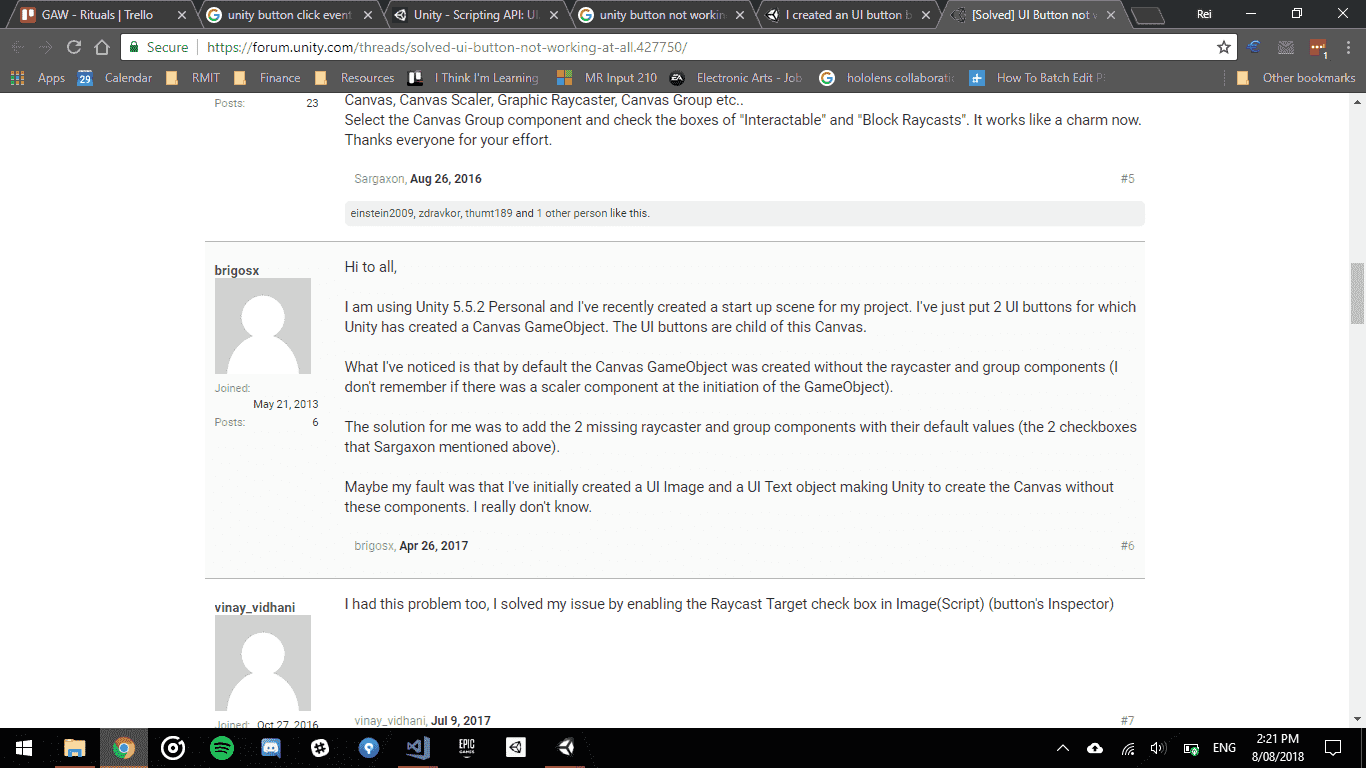 GAW - Rituals | Trello
unity button click event
Unity - Scripting API: UI.
unity button not workin
I created an UI button b
[Solved] UI Button not w
Rei
Secure
https://forum.unity.com/threads/solved-ui-button-not-working-at-all.427750/
Apps
29
Calendar
RMIT
Finance
Resources
I Think I'm Learning
MR Input 210
Electronic Arts - Job
hololens collaborati
How To Batch Edit P
Other bookmarks
Posts: 23
Canvas, Canvas Scaler, Graphic Raycaster, Canvas Group etc..
Select the Canvas Group component and check the boxes of "Interactable" and "Block Raycasts". It works like a charm now.
Thanks everyone for your effort.
Sargaxon, Aug 26, 2016
#5
einstein2009, zdravkor, thumt189 and 1 other person like this.
brigosx
Joined:
May 21, 2013
Posts: 6
Hi to all,
I am using Unity 5.5.2 Personal and I've recently created a start up scene for my project. I've just put 2 UI buttons for which
Unity has created a Canvas GameObject. The UI buttons are child of this Canvas.
What I've noticed is that by default the Canvas GameObject was created without the raycaster and group components (I
don't remember if there was a scaler component at the initiation of the GameObject).
The solution for me was to add the 2 missing raycaster and group components with their default values (the 2 checkboxes
that Sargaxon mentioned above).
Maybe my fault was that I've initially created a UI Image and a UI Text object making Unity to create the Canvas without
these components. I really don't know.
brigosx, Apr 26, 2017
#6
vinay_vidhani
Joined: Oct 27, 2016
I had this problem too, I solved my issue by enabling the Raycast Target check box in Image(Script) (button's Inspector)
vinay_vidhani, Jul 9, 2017
#7
EPIC
GAMES
ENG
2:21 PM
8/08/2018